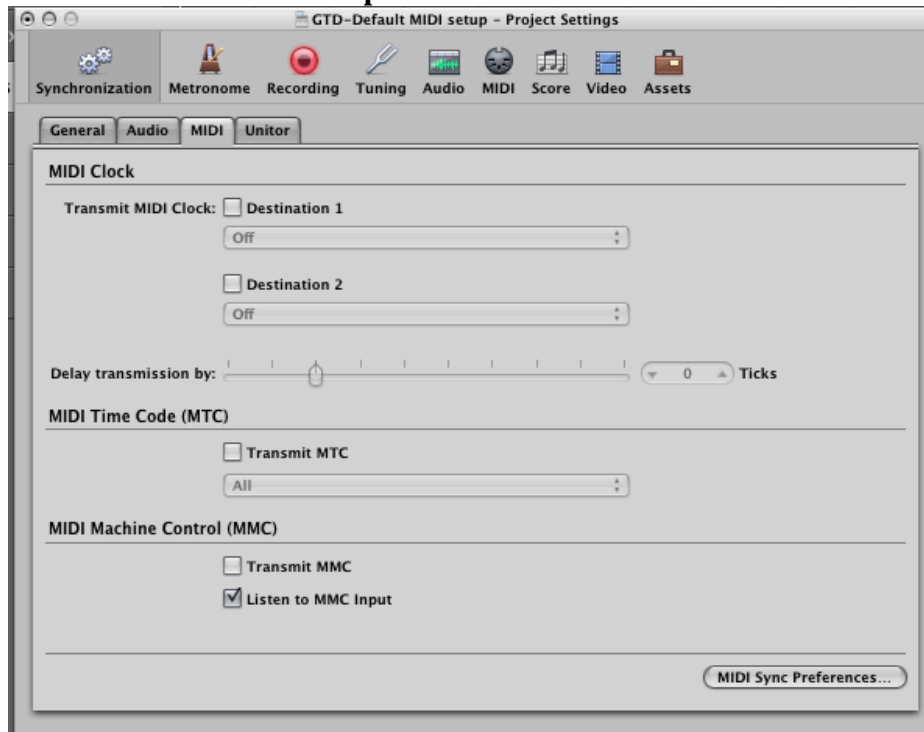 GTD-Default MIDI setup – Project Settings
Synchronization Metronome Recording Tuning Audio MIDI Score Video Assets
General Audio MIDI Unitor
MIDI Clock
Transmit MIDI Clock: Destination 1
Off
Destination 2
Off
Delay transmission by: 0 Ticks
MIDI Time Code (MTC)
Transmit MTC
All
MIDI Machine Control (MMC)
Transmit MMC
Listen to MMC Input
MIDI Sync Preferences...